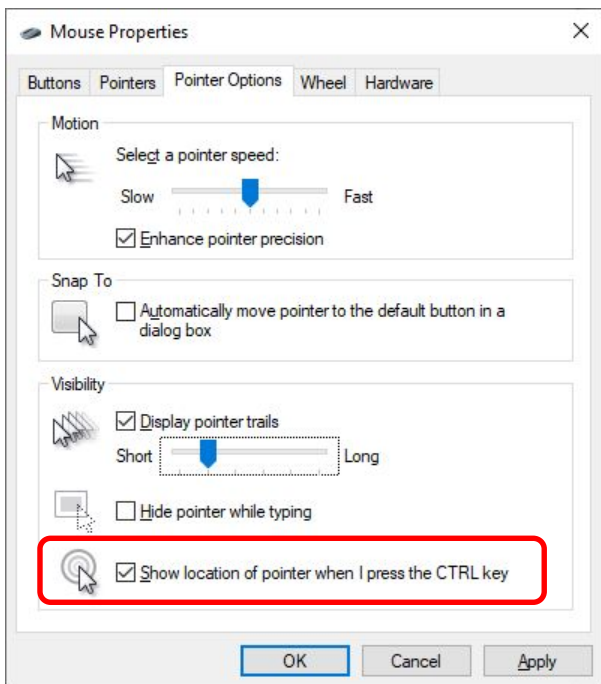 Mouse Properties
Buttons Pointers Pointer Options Wheel Hardware
Motion
Select a pointer speed:
Slow Fast
Enhance pointer precision
Snap To
Automatically move pointer to the default button in a
dialog box
Visibility
Display pointer trails
Short Long
Hide pointer while typing
Show location of pointer when I press the CTRL key
OK Cancel Apply